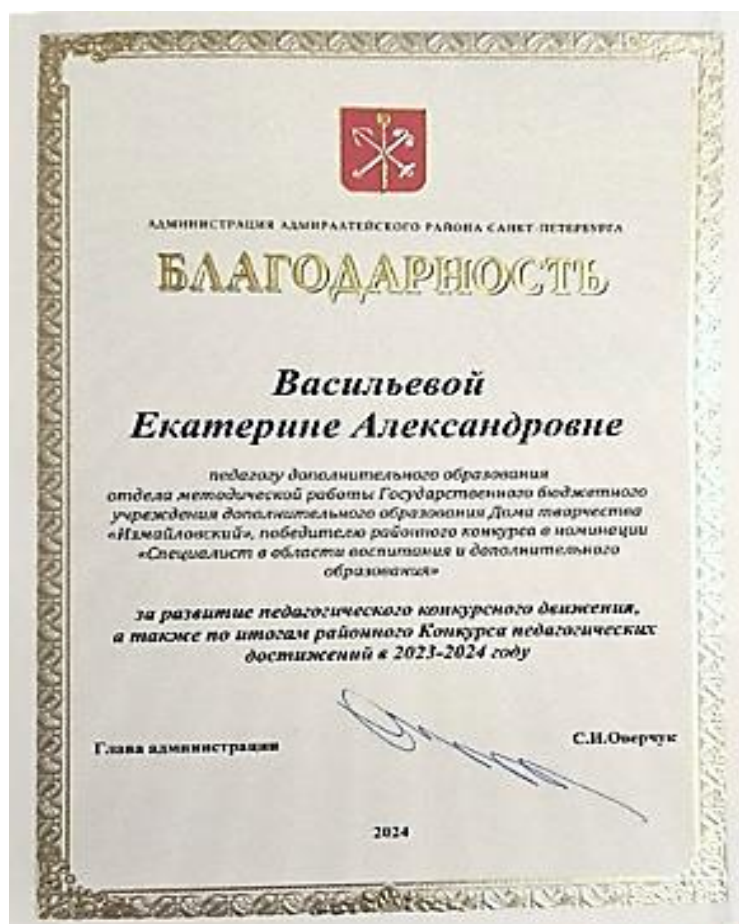 АДМИНИСТРАЦИЯ АДМИРАЛТЕЙСКОГО РАЙОНА САНКТ-ПЕТЕРБУРГА
БЛАГОДАРНОСТЬ
Васильевой
Екатерине Александровне
педагогу дополнительного образования
отдела методической работы Государственного бюджетного
учреждения дополнительного образования Дома творчества
«Измайловский», победителю районного конкурса в номинации
«Специалист в области воспитания и дополнительного
образования»
за развитие педагогического конкурсного движения,
а также по итогам районного Конкурса педагогических
достижений в 2023-2024 году
Глава администрации
С.И.Оверчук
2024